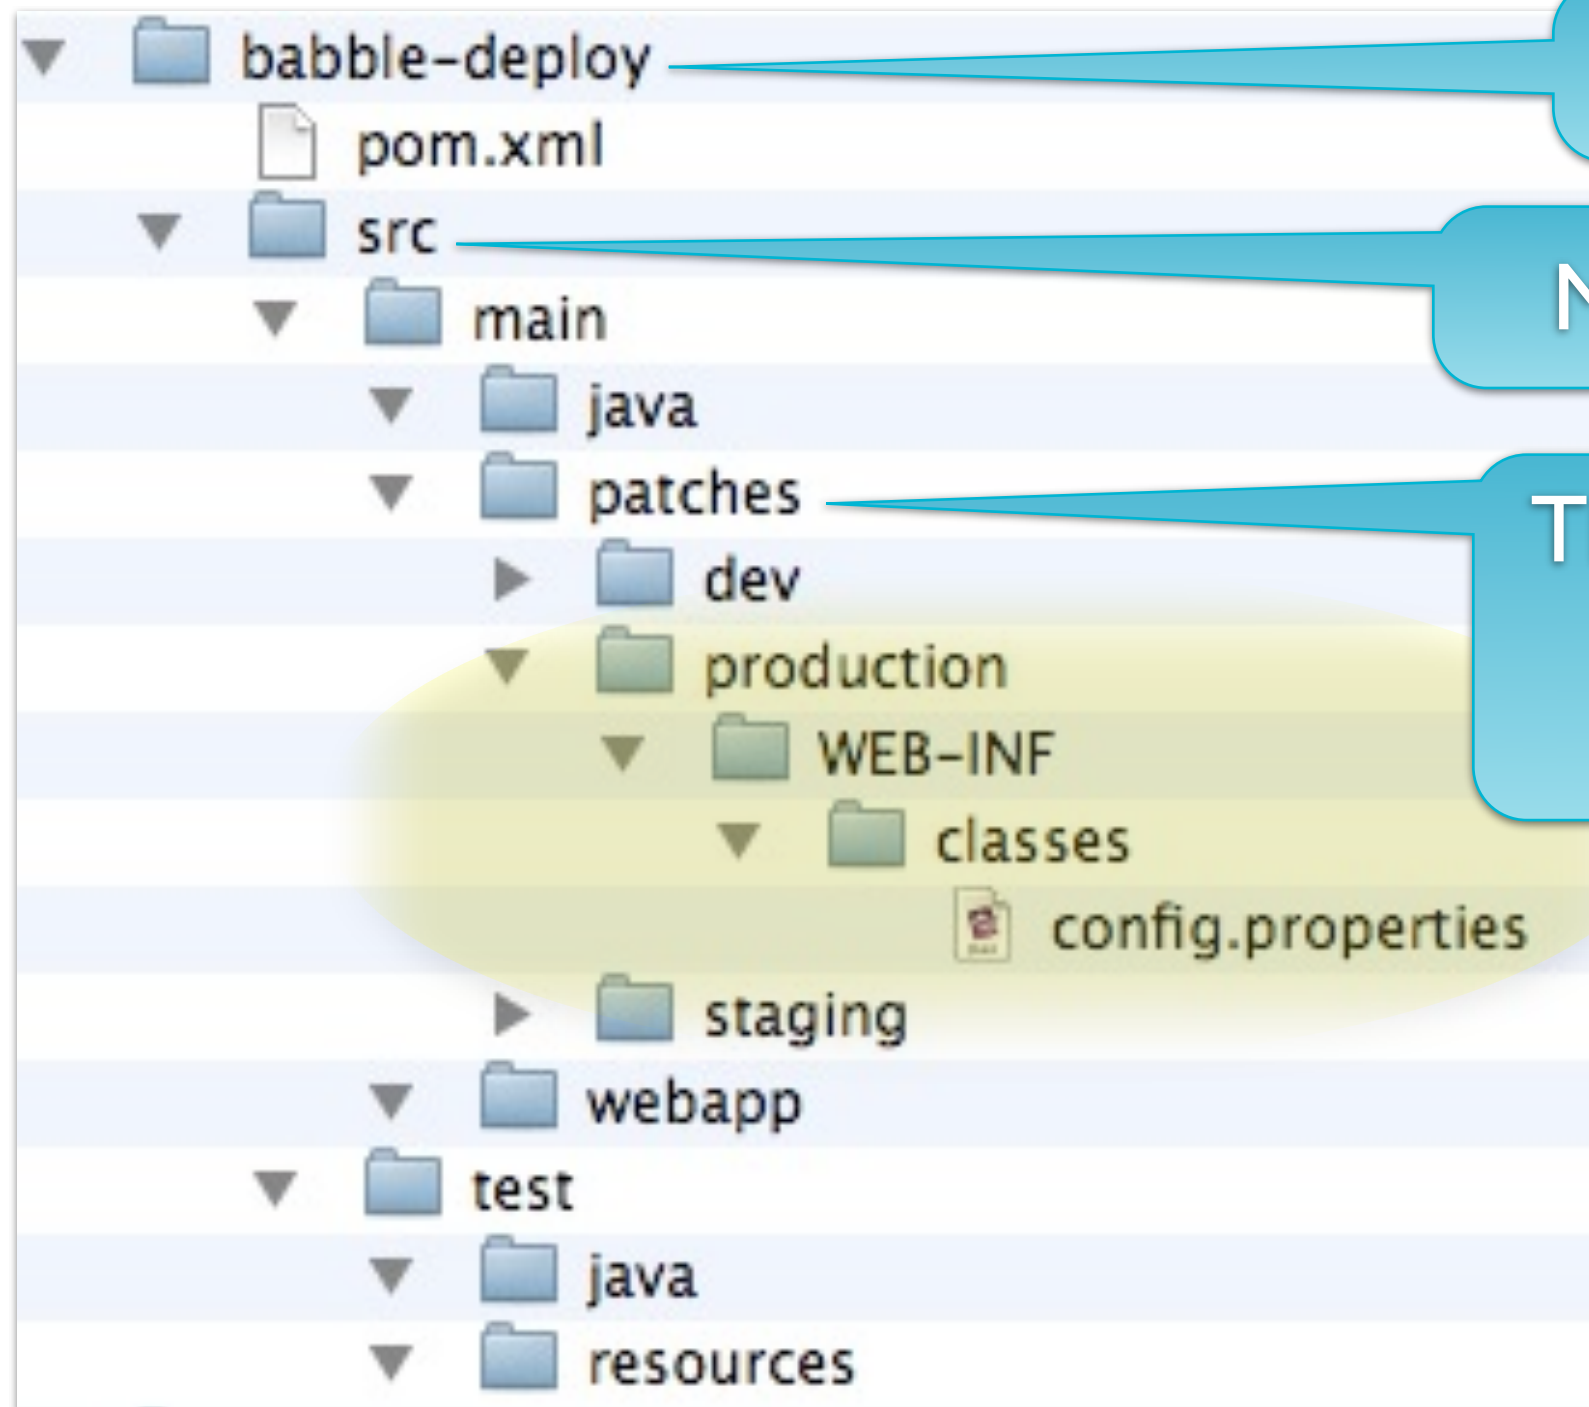 babble-deploy
pom.xml
src
N
main
java
patches
T
dev
production
WEB-INF
classes
config.properties
staging
webapp
test
java
resources